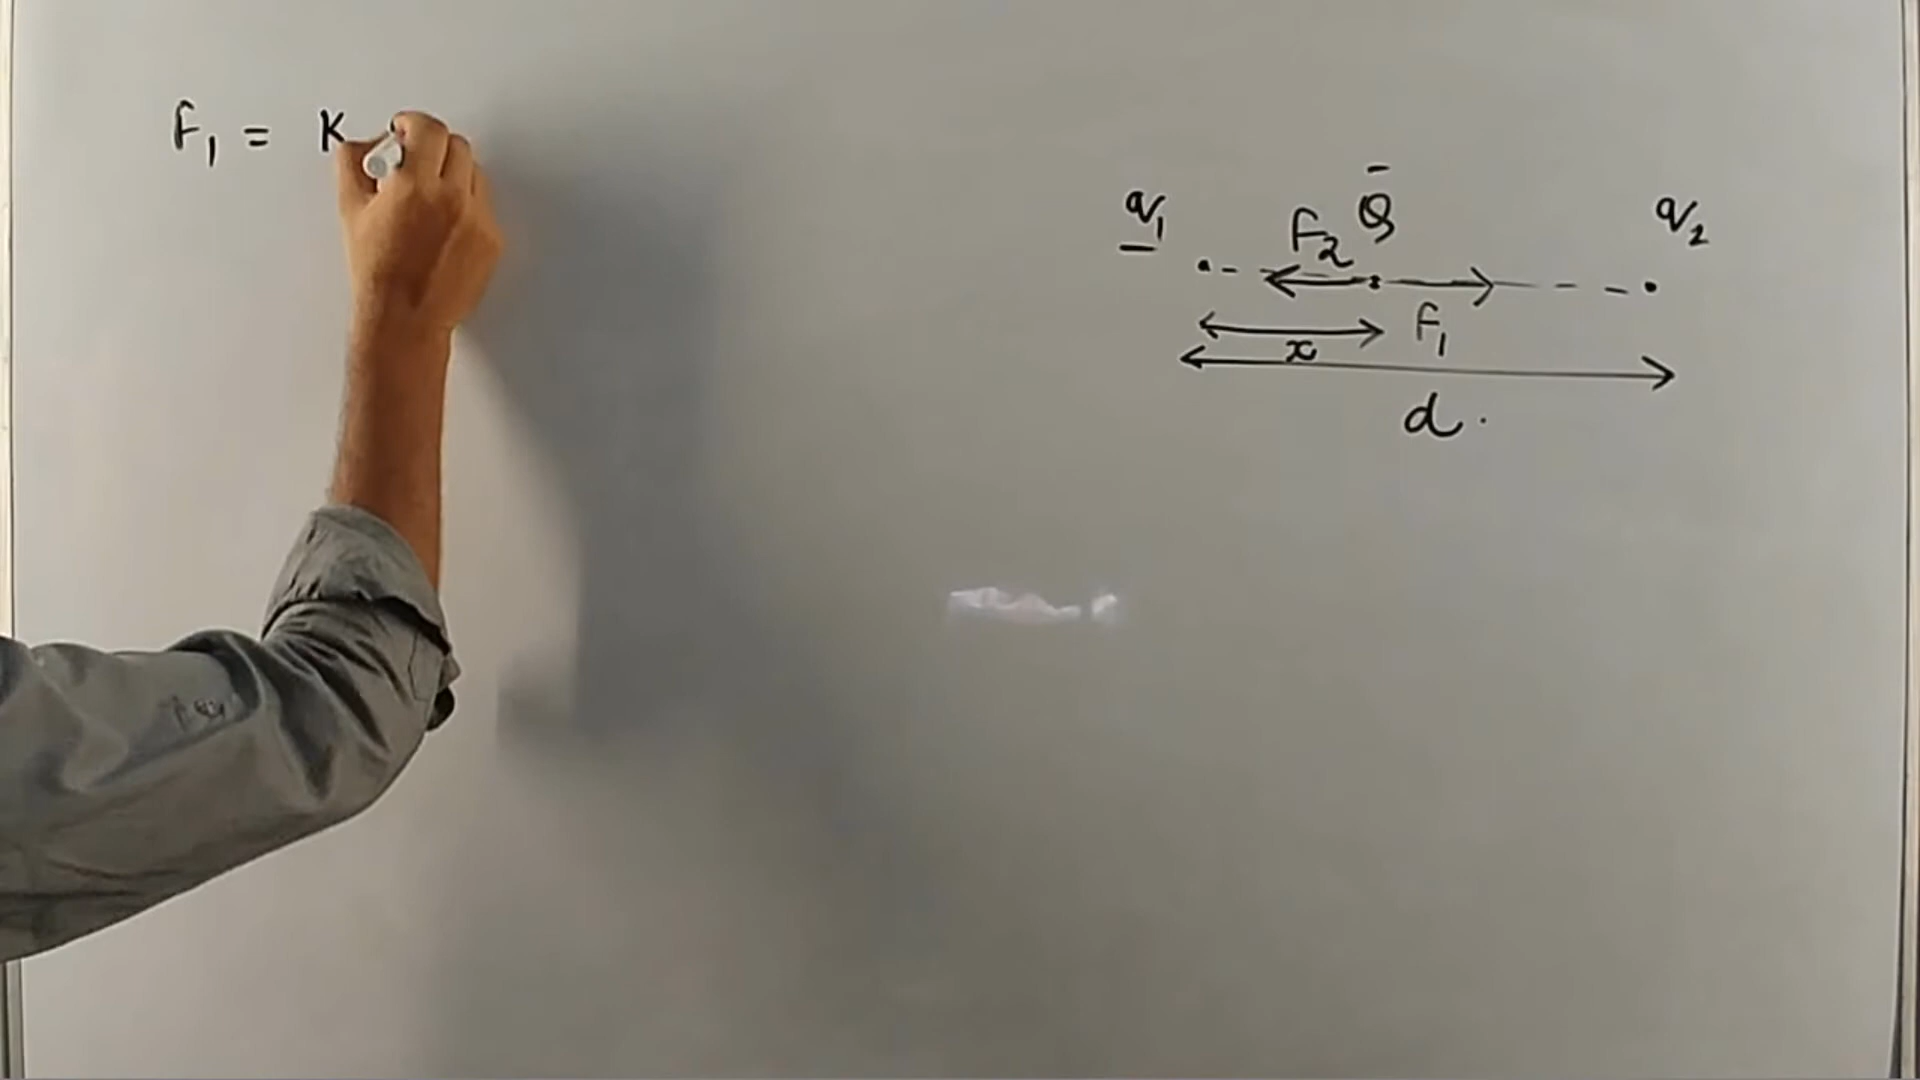 F₁ = K
q₁ F₂ Q̄ q₂
x F₁
d.